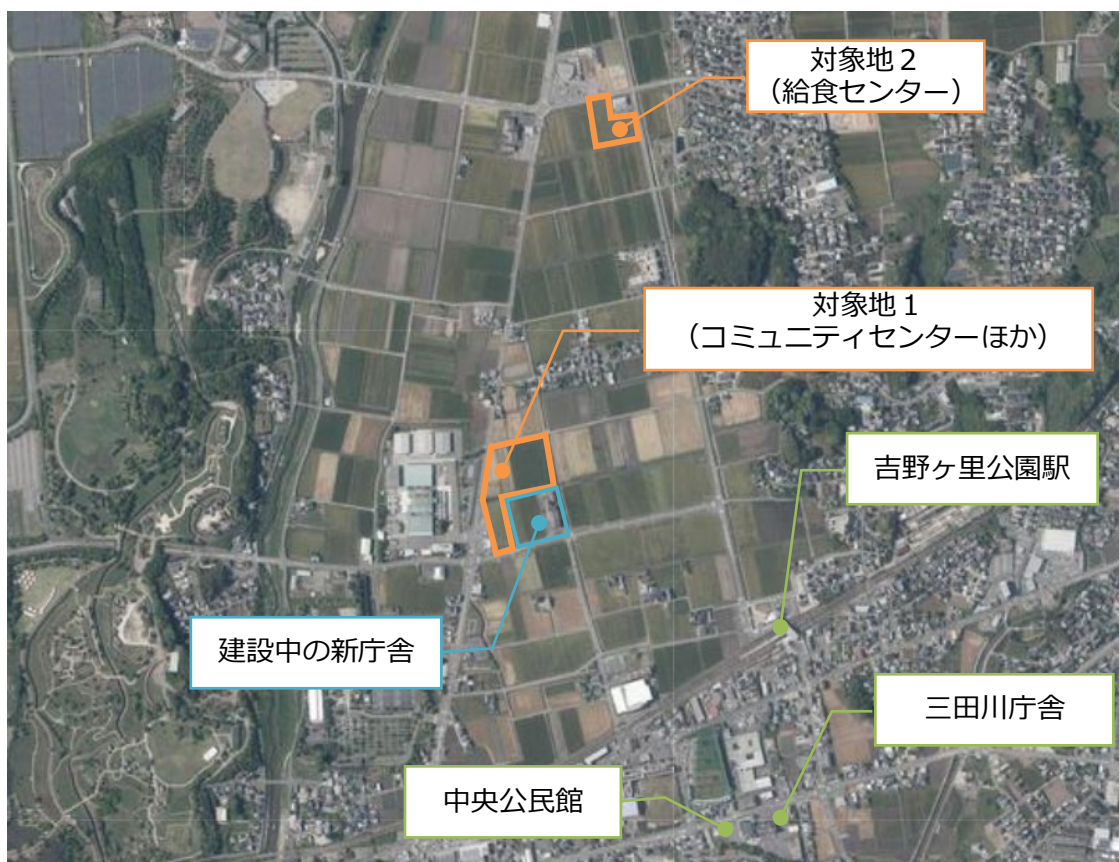 対象地２
（給食センター）
対象地１
（コミュニティセンターほか）
吉野ヶ里公園駅
建設中の新庁舎
三田川庁舎
中央公民館